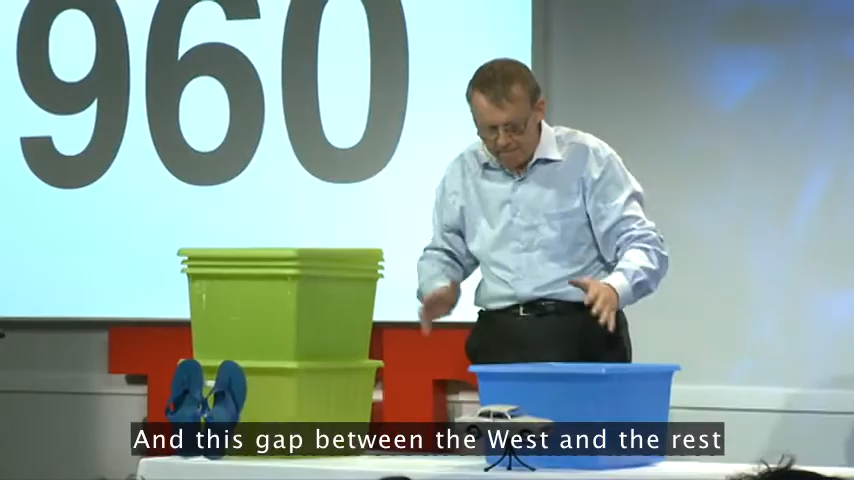 960
And this gap between the West and the rest